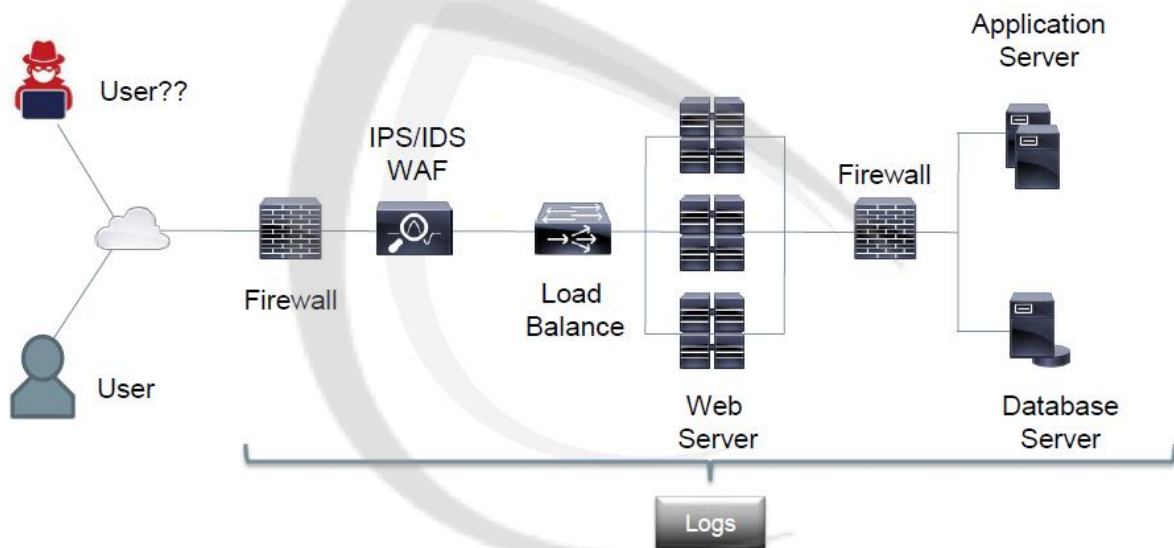 Application
Server
User??
IPS/IDS
WAF
Firewall
Firewall
Load
Balance
User
Web
Server
Database
Server
Logs